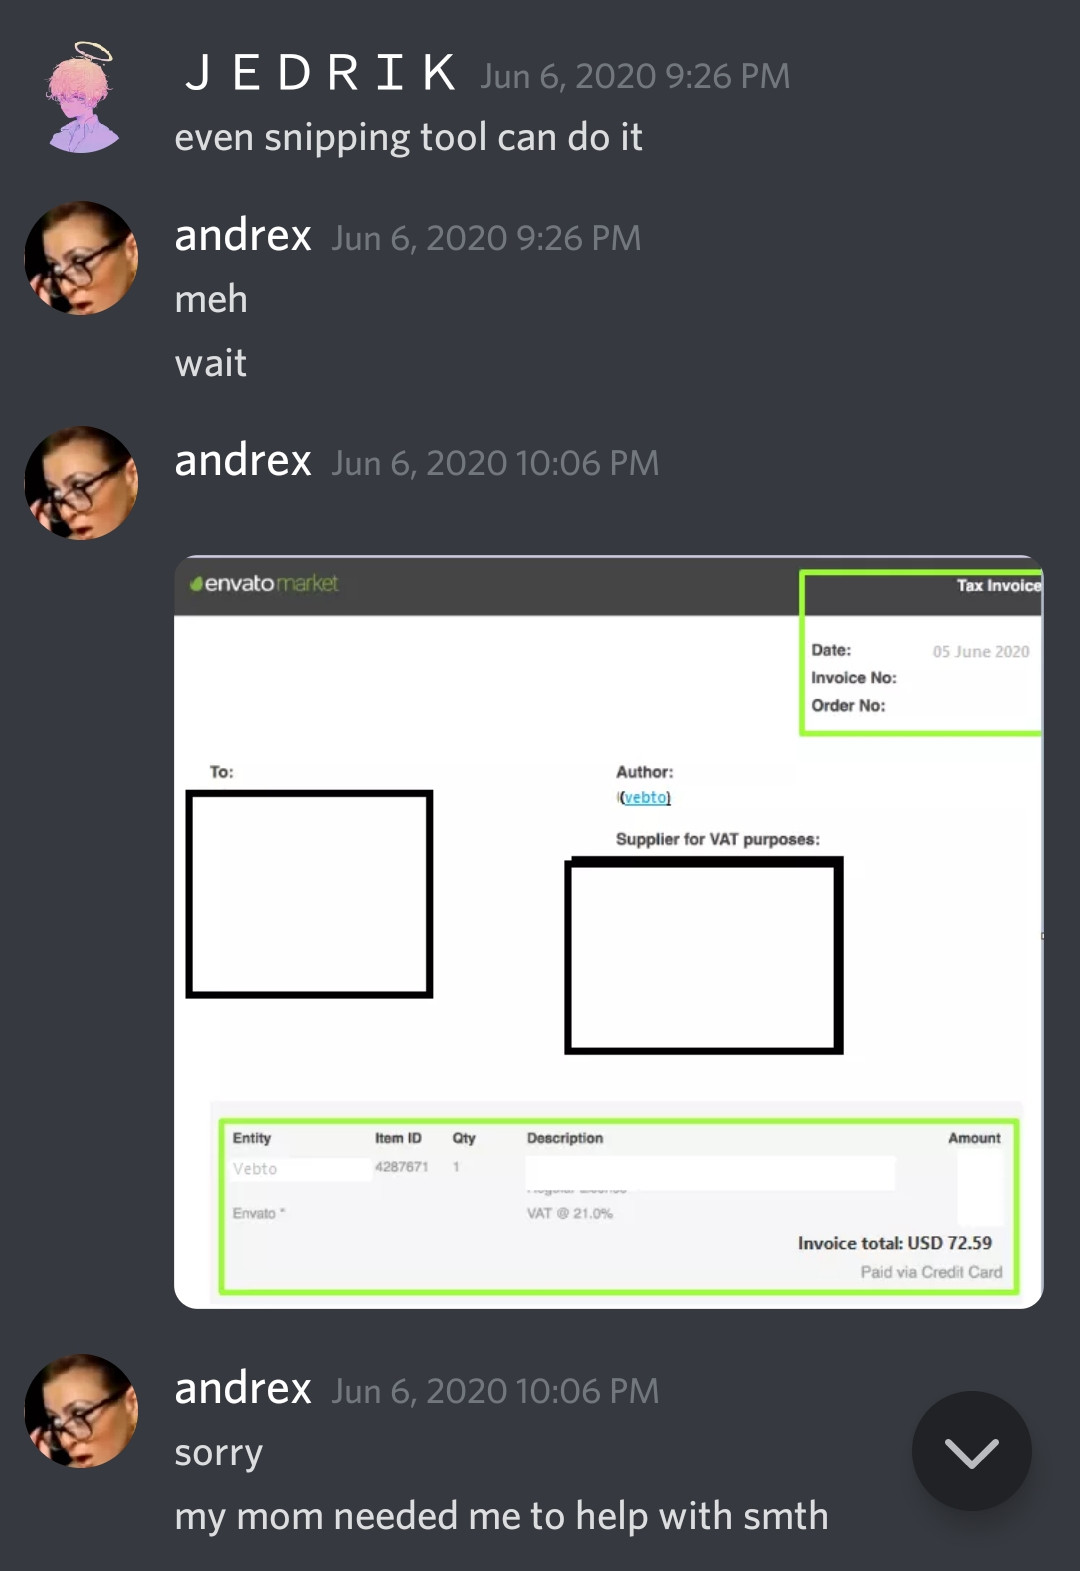 J E D R I K Jun 6, 2020 9:26 PM
even snipping tool can do it
andrex Jun 6, 2020 9:26 PM
meh
wait
andrex Jun 6, 2020 10:06 PM
envatomarket
Tax Invoice
Date: 05 June 2020
Invoice No:
Order No:
To:
Author:
(vebto)
Supplier for VAT purposes:
Entity Item ID Qty Description Amount
Vebto 4287671 1
Envato * VAT @ 21.0%
Invoice total: USD 72.59
Paid via Credit Card
andrex Jun 6, 2020 10:06 PM
sorry
my mom needed me to help with smth